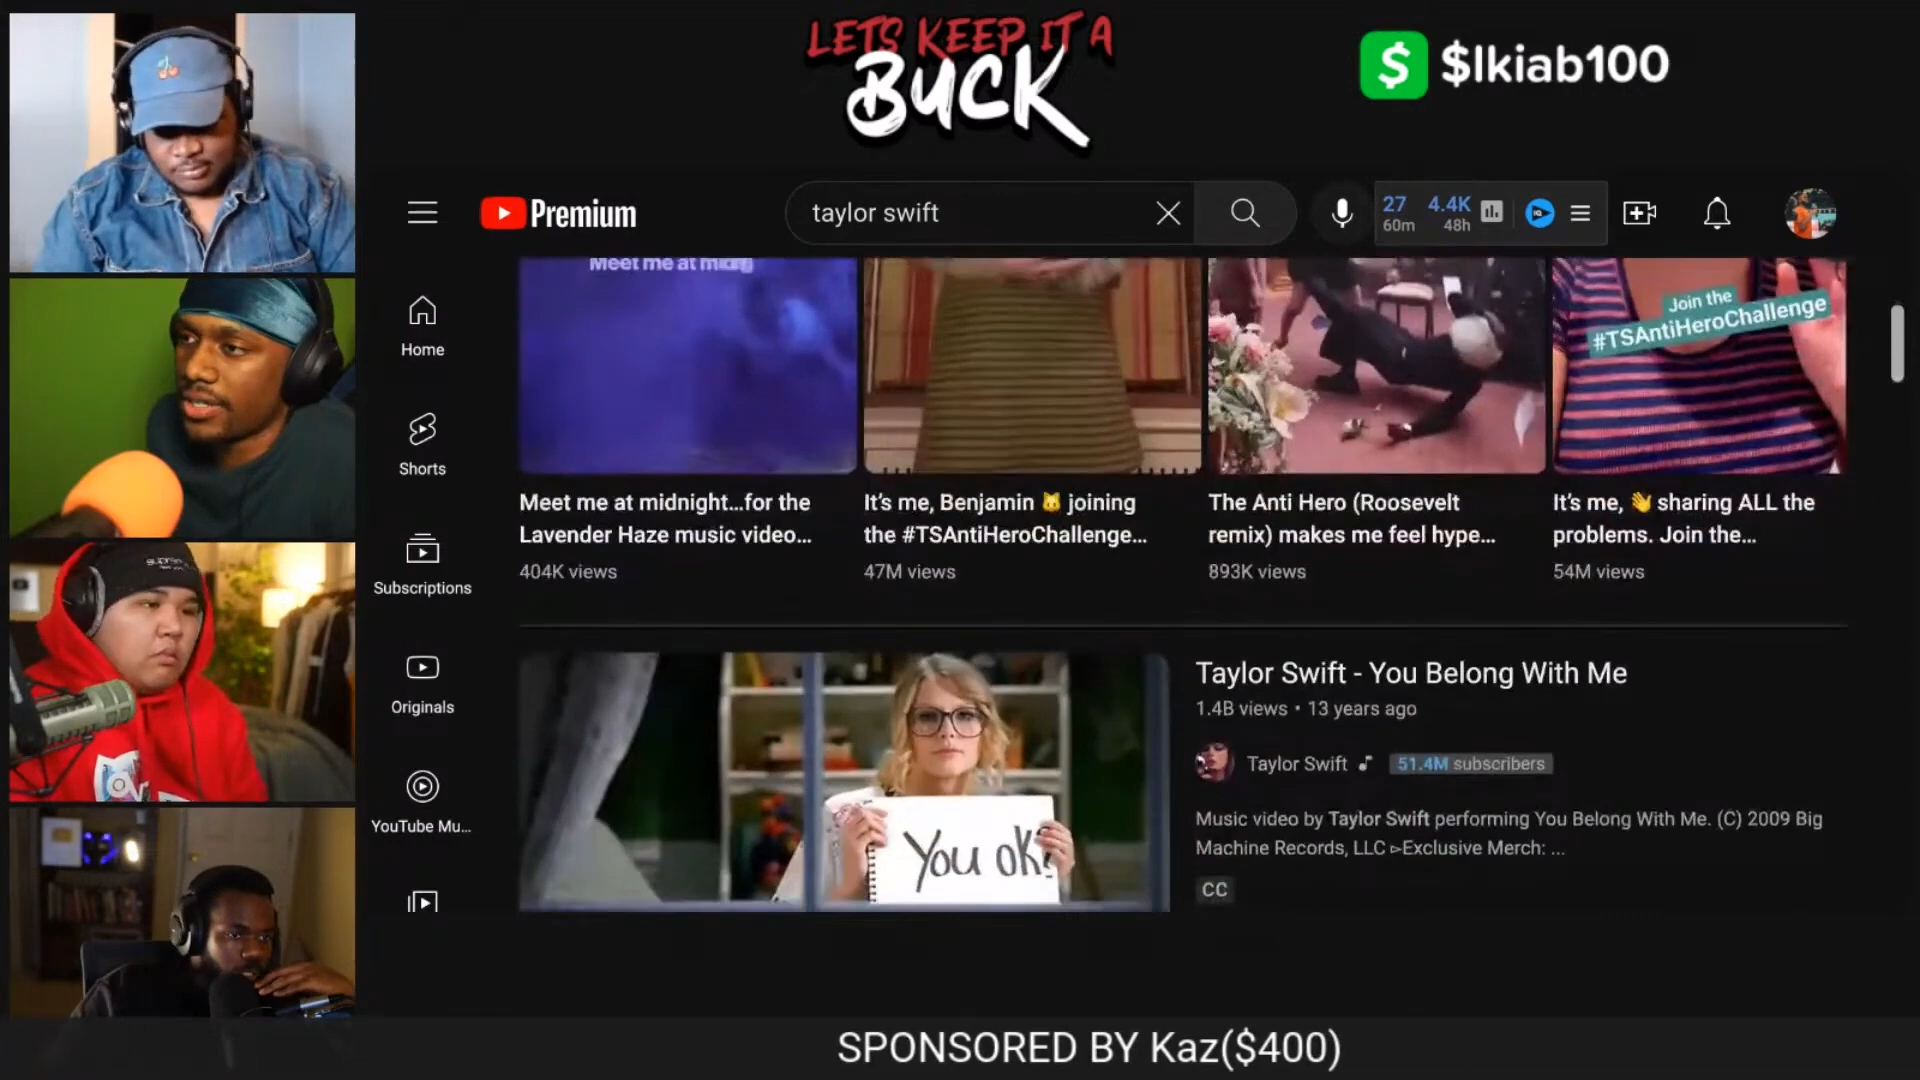 LETS KEEP IT A
BUCK
$lkiab100
Premium
taylor swift
27
60m
4.4K
48h
Home
Shorts
Subscriptions
Originals
YouTube Mu...
Meet me at midnight
Join the
#TSAntiHeroChallenge
Meet me at midnight...for the
Lavender Haze music video...
404K views
It's me, Benjamin 🐱 joining
the #TSAntiHeroChallenge...
47M views
The Anti Hero (Roosevelt
remix) makes me feel hype...
893K views
It's me, 👋 sharing ALL the
problems. Join the...
54M views
You ok?
Taylor Swift - You Belong With Me
1.4B views • 13 years ago
Taylor Swift
51.4M subscribers
Music video by Taylor Swift performing You Belong With Me. (C) 2009 Big
Machine Records, LLC ▻Exclusive Merch: ...
CC
SPONSORED BY Kaz($400)